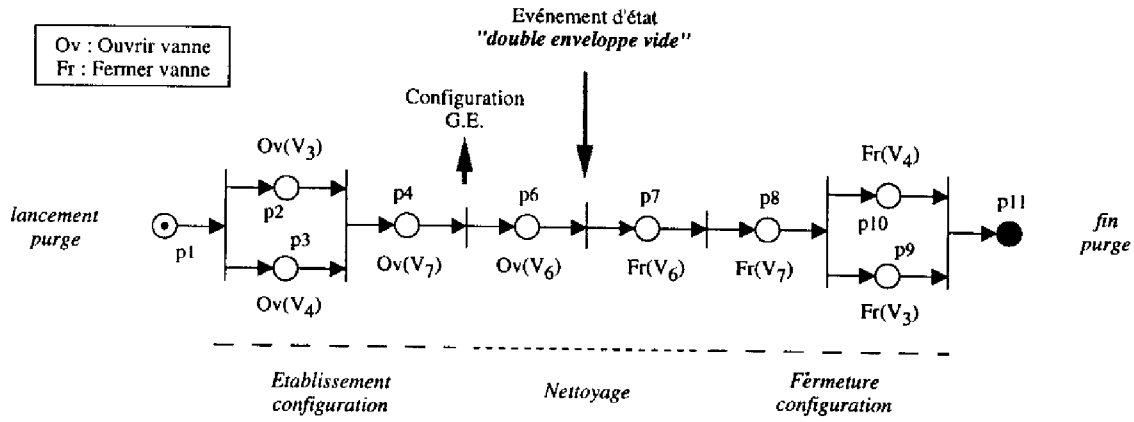 Ov : Ouvrir vanne
Fr : Fermer vanne
Evénement d'état
"double enveloppe vide"
Configuration
G.E.
Ov(V3)
Fr(V4)
p4
p6
p7
p8
p11
lancement
purge
p2
p10
fin
purge
p1
p3
p9
Ov(V7)
Ov(V6)
Fr(V6)
Fr(V7)
Ov(V4)
Fr(V3)
Etablissement
configuration
Nettoyage
Fermeture
configuration